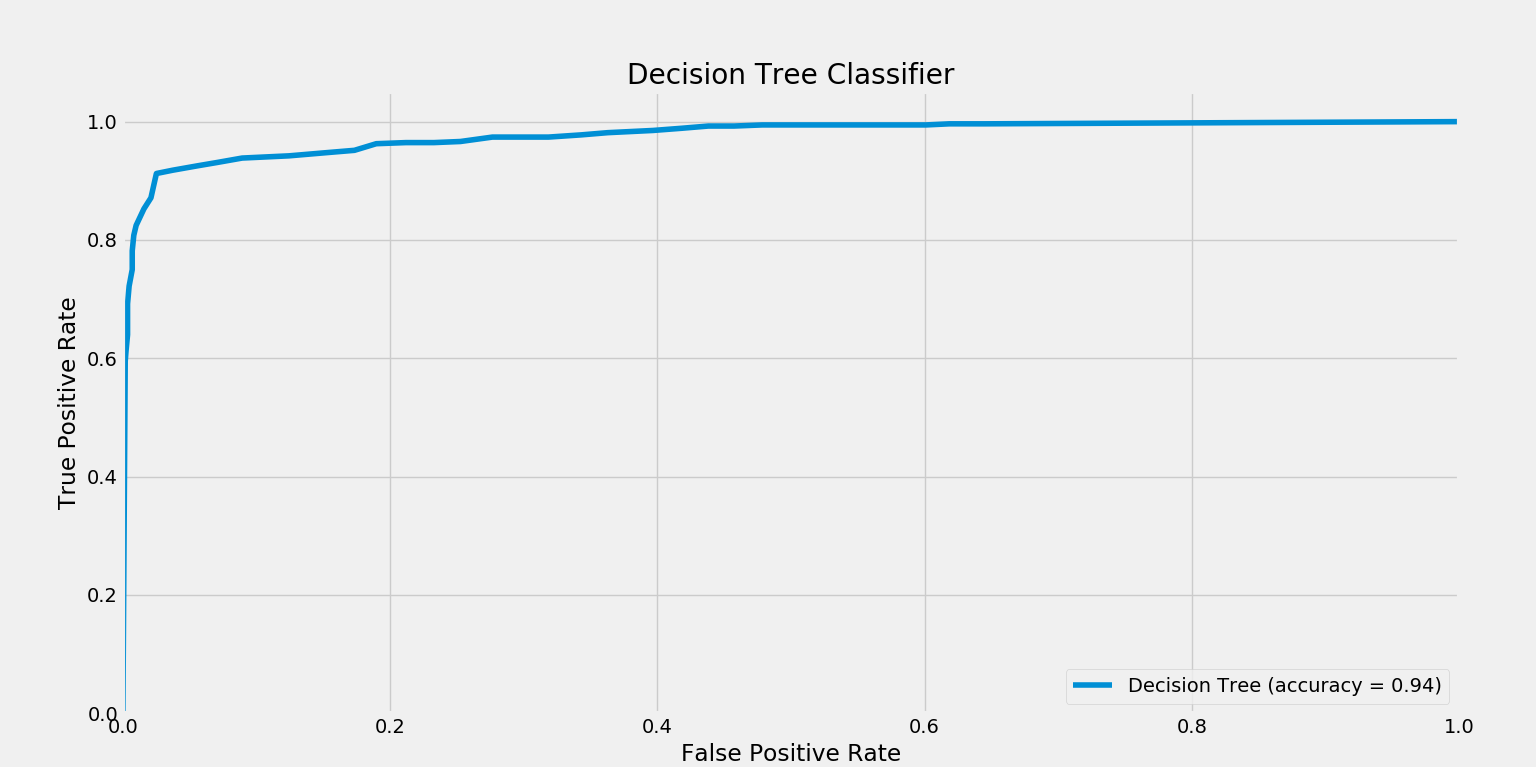 Decision Tree Classifier
1.0
0.8
0.6
0.4
0.2
0.0
True Positive Rate
Decision Tree (accuracy = 0.94)
0.0 0.2 0.4 0.6 0.8 1.0
False Positive Rate